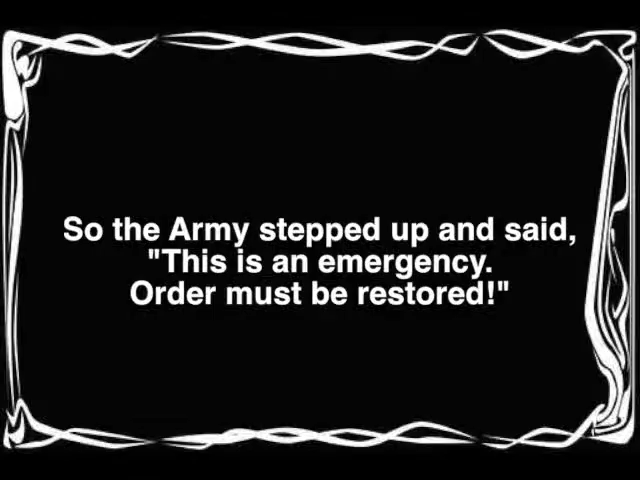 So the Army stepped up and said,
"This is an emergency.
Order must be restored!"